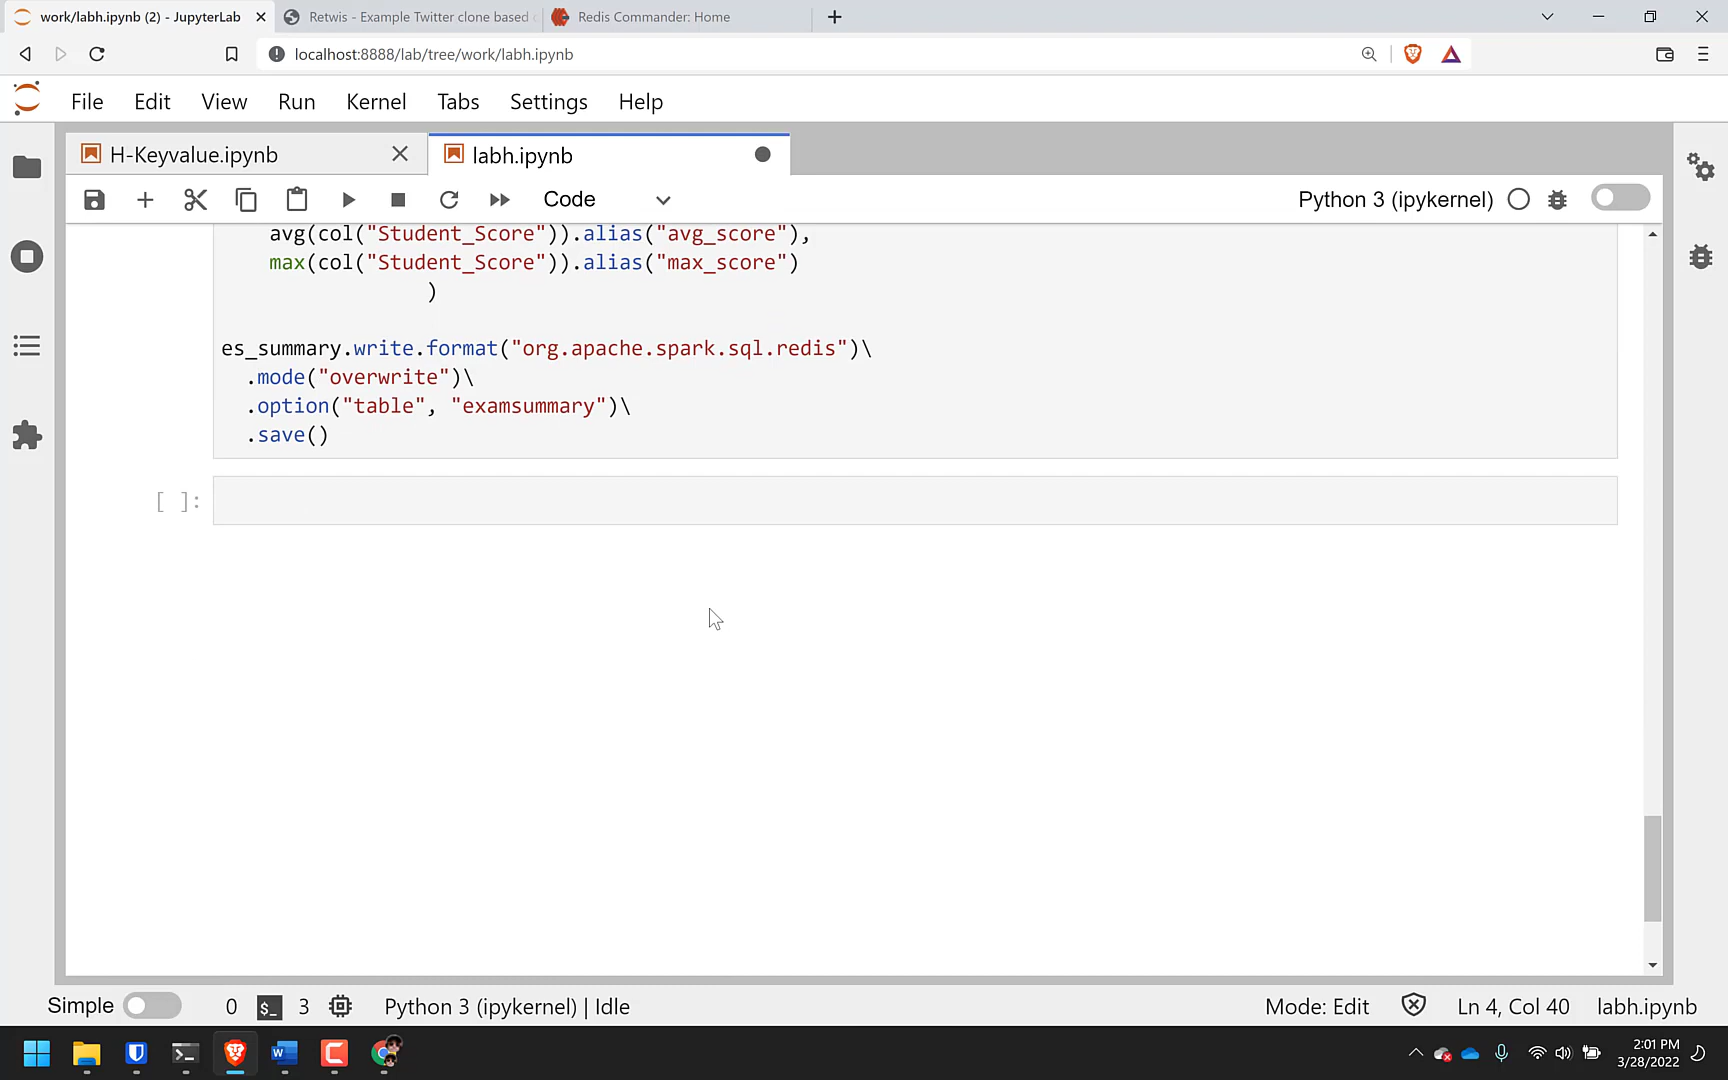 work/labh.ipynb (2) - JupyterLab
Retwis - Example Twitter clone based
Redis Commander: Home
localhost:8888/lab/tree/work/labh.ipynb
File Edit View Run Kernel Tabs Settings Help
H-Keyvalue.ipynb
labh.ipynb
Code
Python 3 (ipykernel)
avg(col("Student_Score")).alias("avg_score"),
max(col("Student_Score")).alias("max_score")
)
es_summary.write.format("org.apache.spark.sql.redis")\
.mode("overwrite")\
.option("table", "examsummary")\
.save()
[ ]:
Simple 0 $_ 3 Python 3 (ipykernel) | Idle Mode: Edit Ln 4, Col 40 labh.ipynb
2:01 PM
3/28/2022